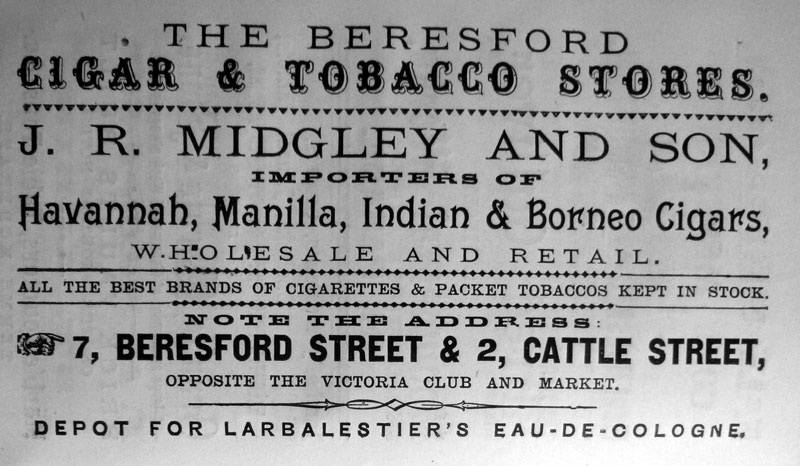 THE BERESFORD
CIGAR & TOBACCO STORES.
J. R. MIDGLEY AND SON,
IMPORTERS OF
Havannah, Manilla, Indian & Borneo Cigars,
WHOLESALE AND RETAIL.
ALL THE BEST BRANDS OF CIGARETTES & PACKET TOBACCOS KEPT IN STOCK.
NOTE THE ADDRESS:
7, BERESFORD STREET & 2, CATTLE STREET,
OPPOSITE THE VICTORIA CLUB AND MARKET.
DEPOT FOR LARBALESTIER'S EAU-DE-COLOGNE.